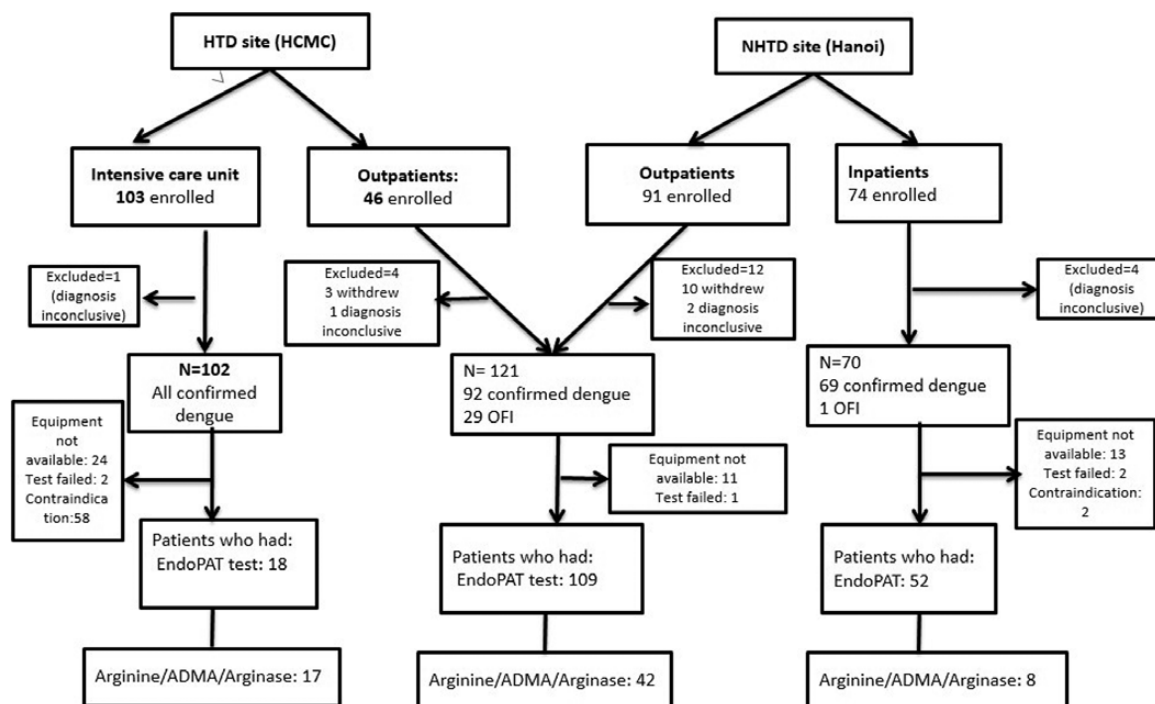 HTD site (HCMC)
NHTD site (Hanoi)
Intensive care unit
103 enrolled
Outpatients:
46 enrolled
Outpatients
91 enrolled
Inpatients
74 enrolled
Excluded=1
(diagnosis
inconclusive)
Excluded=4
3 withdrew
1 diagnosis
inconclusive
Excluded=12
10 withdrew
2 diagnosis
inconclusive
Excluded=4
(diagnosis
inconclusive)
N=102
All confirmed
dengue
N= 121
92 confirmed dengue
29 OFI
N=70
69 confirmed dengue
1 OFI
Equipment
not
available: 24
Test failed: 2
Contraindica
tion:58
Equipment not
available: 11
Test failed: 1
Equipment not
available: 13
Test failed: 2
Contraindication:
2
Patients who had:
EndoPAT test: 18
Patients who had:
EndoPAT test: 109
Patients who had:
EndoPAT: 52
Arginine/ADMA/Arginase: 17
Arginine/ADMA/Arginase: 42
Arginine/ADMA/Arginase: 8